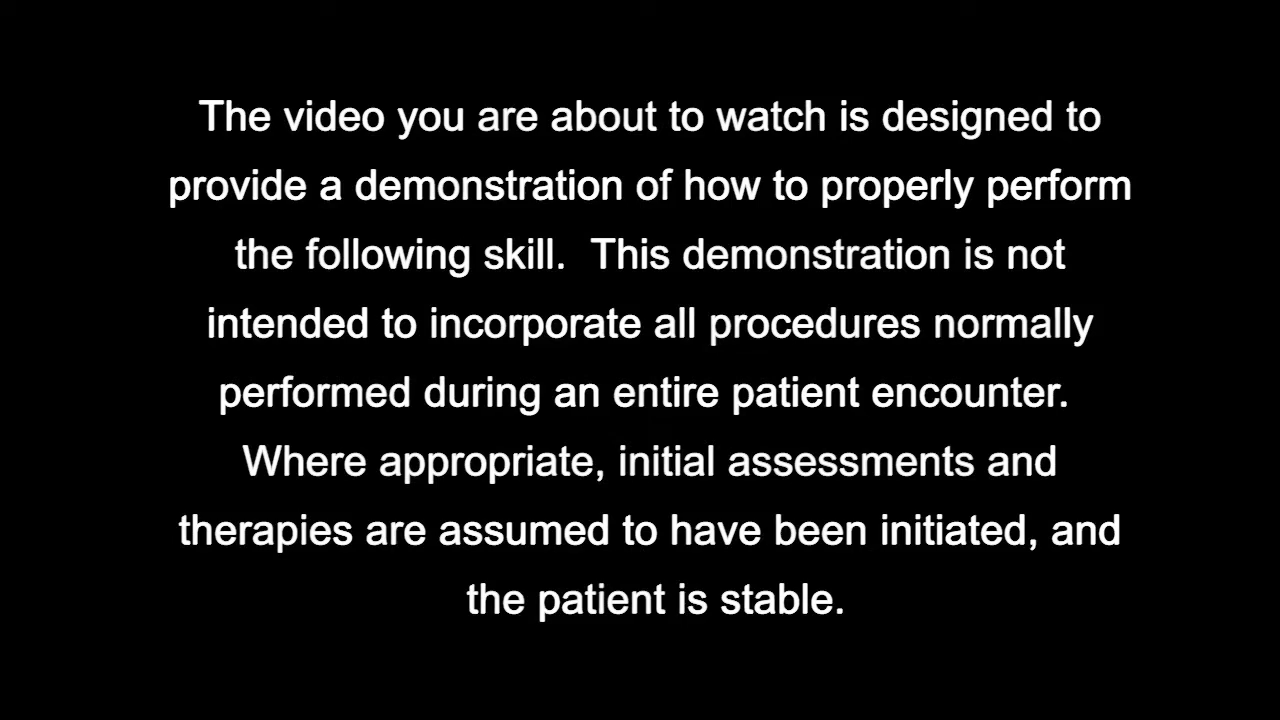 The video you are about to watch is designed to
provide a demonstration of how to properly perform
the following skill.  This demonstration is not
intended to incorporate all procedures normally
performed during an entire patient encounter.
Where appropriate, initial assessments and
therapies are assumed to have been initiated, and
the patient is stable.